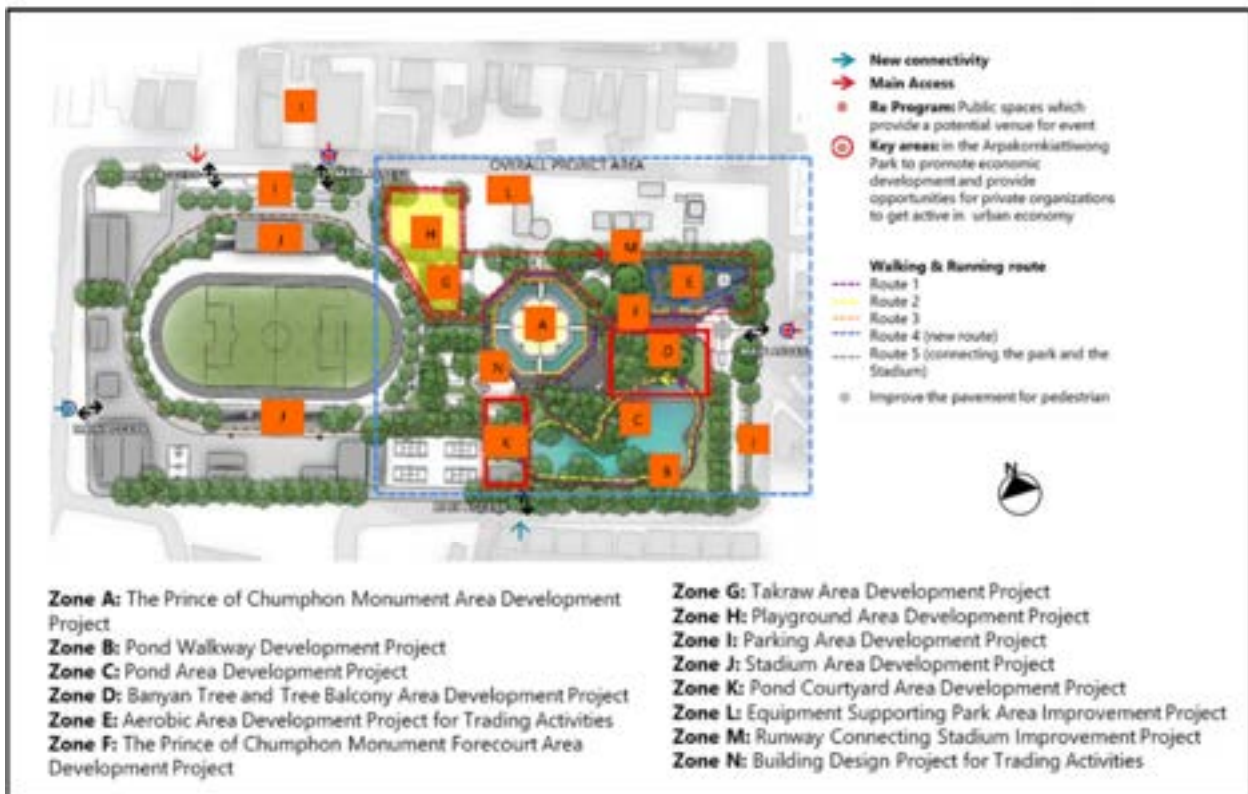 New connectivity
Main Access
Re Program: Public spaces which
provide a potential venue for event
Key areas: in the Arpakornkiattiwong
Park to promote economic
development and provide
opportunities for private organizations
to get active in urban economy
OVERALL PROJECT AREA
I
L
I
J
H
M
G
E
F
A
D
N
C
J
K
I
B
Walking & Running route
Route 1
Route 2
Route 3
Route 4 (new route)
Route 5 (connecting the park and the
Stadium)
Improve the pavement for pedestrian
N
Zone A: The Prince of Chumphon Monument Area Development
Project
Zone B: Pond Walkway Development Project
Zone C: Pond Area Development Project
Zone D: Banyan Tree and Tree Balcony Area Development Project
Zone E: Aerobic Area Development Project for Trading Activities
Zone F: The Prince of Chumphon Monument Forecourt Area
Development Project
Zone G: Takraw Area Development Project
Zone H: Playground Area Development Project
Zone I: Parking Area Development Project
Zone J: Stadium Area Development Project
Zone K: Pond Courtyard Area Development Project
Zone L: Equipment Supporting Park Area Improvement Project
Zone M: Runway Connecting Stadium Improvement Project
Zone N: Building Design Project for Trading Activities